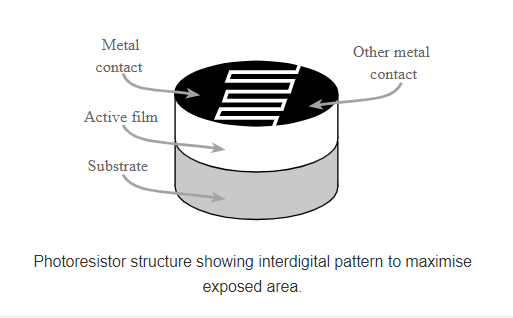 Metal
contact
Other metal
contact
Active film
Substrate
Photoresistor structure showing interdigital pattern to maximise
exposed area.